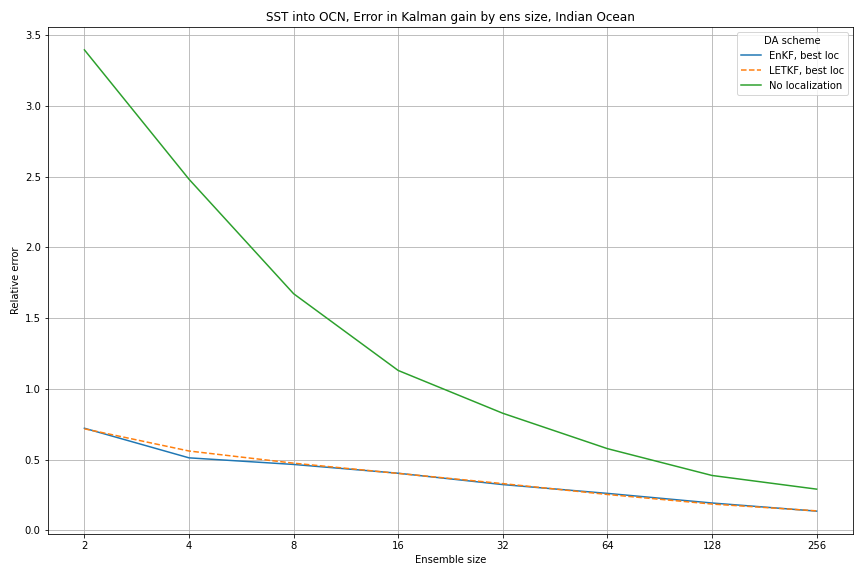 SST into OCN, Error in Kalman gain by ens size, Indian Ocean
DA scheme
EnKF, best loc
LETKF, best loc
No localization
3.5
3.0
2.5
2.0
1.5
1.0
0.5
0.0
Relative error
2 4 8 16 32 64 128 256
Ensemble size